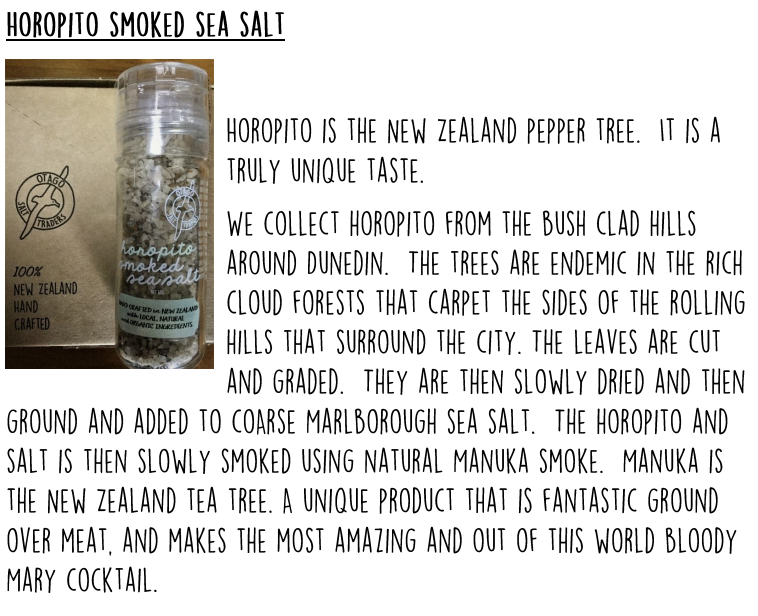 HOROPITO SMOKED SEA SALT
HOROPITO IS THE NEW ZEALAND PEPPER TREE. IT IS A
TRULY UNIQUE TASTE.
WE COLLECT HOROPITO FROM THE BUSH CLAD HILLS
AROUND DUNEDIN. THE TREES ARE ENDEMIC IN THE RICH
CLOUD FORESTS THAT CARPET THE SIDES OF THE ROLLING
HILLS THAT SURROUND THE CITY. THE LEAVES ARE CUT
AND GRADED. THEY ARE THEN SLOWLY DRIED AND THEN
GROUND AND ADDED TO COARSE MARLBOROUGH SEA SALT. THE HOROPITO AND
SALT IS THEN SLOWLY SMOKED USING NATURAL MANUKA SMOKE. MANUKA IS
THE NEW ZEALAND TEA TREE. A UNIQUE PRODUCT THAT IS FANTASTIC GROUND
OVER MEAT, AND MAKES THE MOST AMAZING AND OUT OF THIS WORLD BLOODY
MARY COCKTAIL.
OTAGO
SALT TRADERS
100%
NEW ZEALAND
HAND
CRAFTED
OTAGO
SALT TRADERS
horopito
smoked
sea salt
HAND CRAFTED in NEW ZEALAND
with LOCAL, NATURAL
and ORGANIC INGREDIENTS